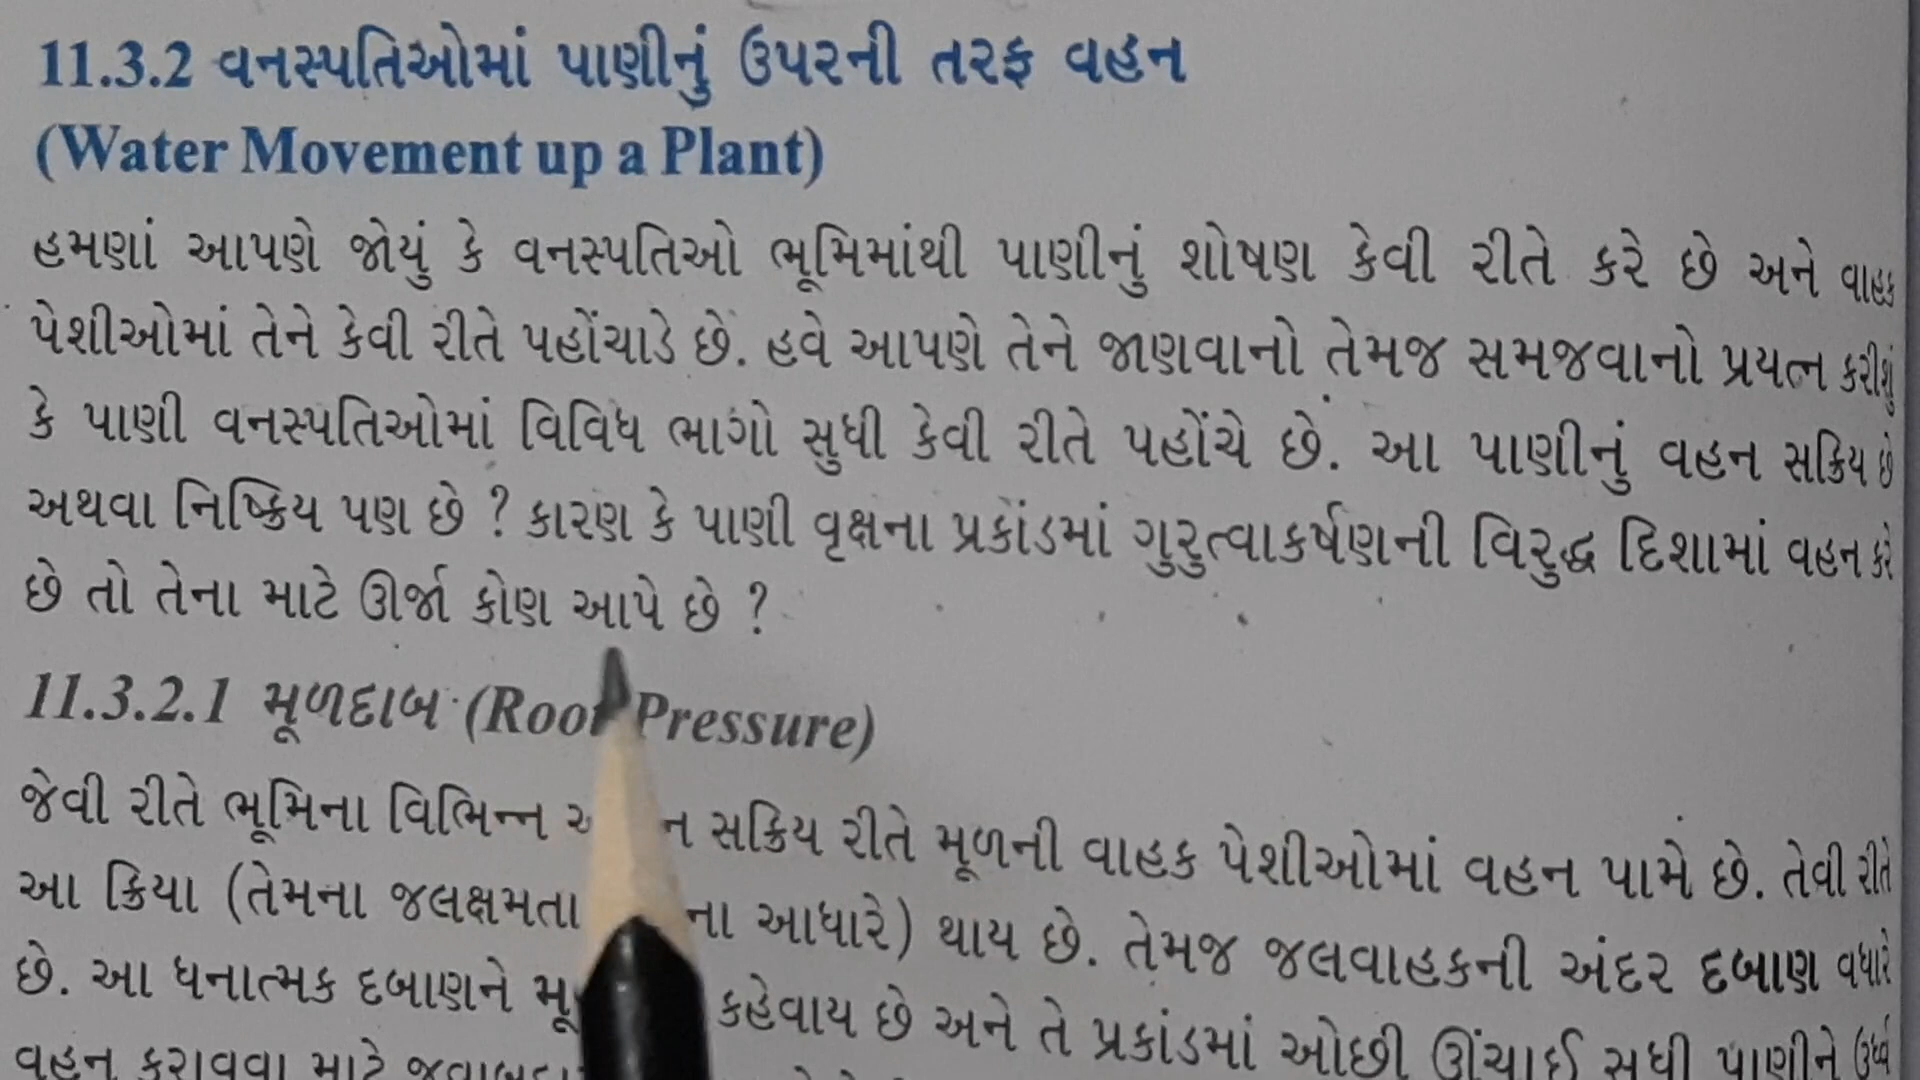 11.3.2 વનસ્પતિઓમાં પાણીનું ઉપરની તરફ વહન
(Water Movement up a Plant)
હમણાં આપણે જોયું કે વનસ્પતિઓ ભૂમિમાંથી પાણીનું શોષણ કેવી રીતે કરે છે અને વાહક
પેશીઓમાં તેને કેવી રીતે પહોંચાડે છે. હવે આપણે તેને જાણવાનો તેમજ સમજવાનો પ્રયત્ન કરીશું
કે પાણી વનસ્પતિઓમાં વિવિધ ભાગો સુધી કેવી રીતે પહોંચે છે. આ પાણીનું વહન સક્રિય છે
અથવા નિષ્ક્રિય પણ છે ? કારણ કે પાણી વૃક્ષના પ્રકાંડમાં ગુરુત્વાકર્ષણની વિરુદ્ધ દિશામાં વહન કરે
છે તો તેના માટે ઊર્જા કોણ આપે છે ?
11.3.2.1 મૂળદાબ (Root Pressure)
જેવી રીતે ભૂમિના વિભિન્ન સક્રિય રીતે મૂળની વાહક પેશીઓમાં વહન પામે છે. તેવી રીતે
આ ક્રિયા (તેમના જલક્ષમતા આધારે) થાય છે. તેમજ જલવાહકની અંદર દબાણ વધારે
છે. આ ધનાત્મક દબાણને કહેવાય છે અને તે પ્રકાંડમાં ઓછી ઊંચાઈ સુધી પાણીને ઉર્ધ્વ
વહન કરાવવા માટે